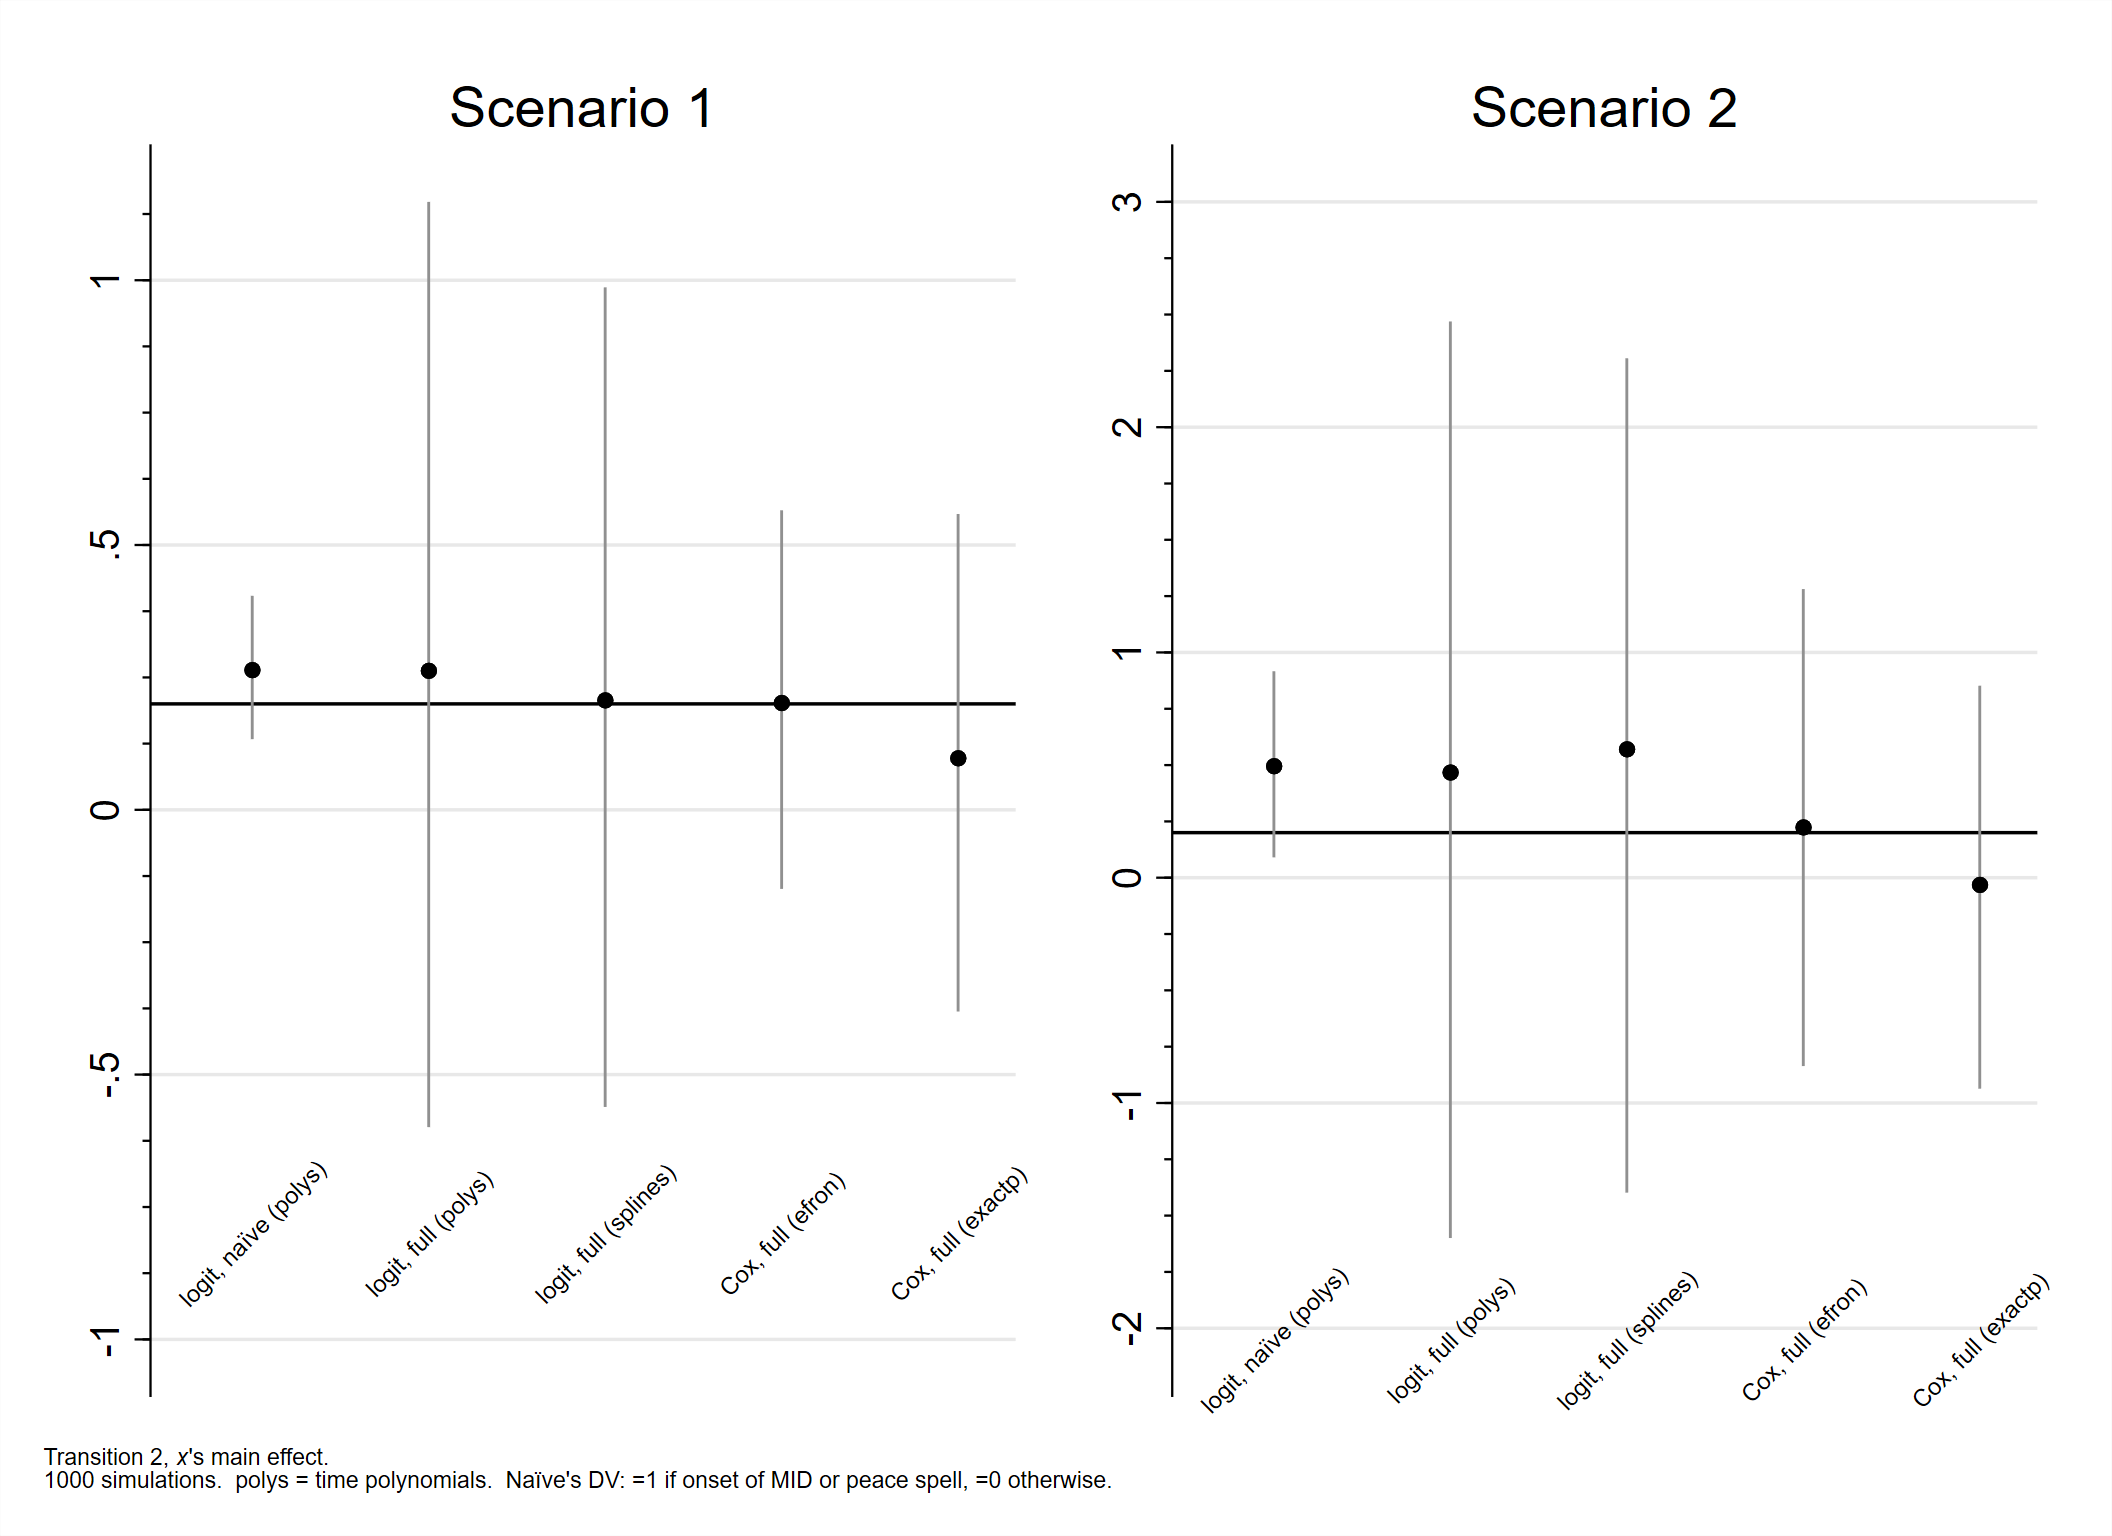 Scenario 1
1
.5
0
-.5
-1
logit, naïve (polys)
logit, full (polys)
logit, full (splines)
Cox, full (efron)
Cox, full (exactp)
Scenario 2
3
2
1
0
-1
-2
logit, naïve (polys)
logit, full (polys)
logit, full (splines)
Cox, full (efron)
Cox, full (exactp)
Transition 2, x's main effect.
1000 simulations.  polys = time polynomials.  Naïve's DV: =1 if onset of MID or peace spell, =0 otherwise.